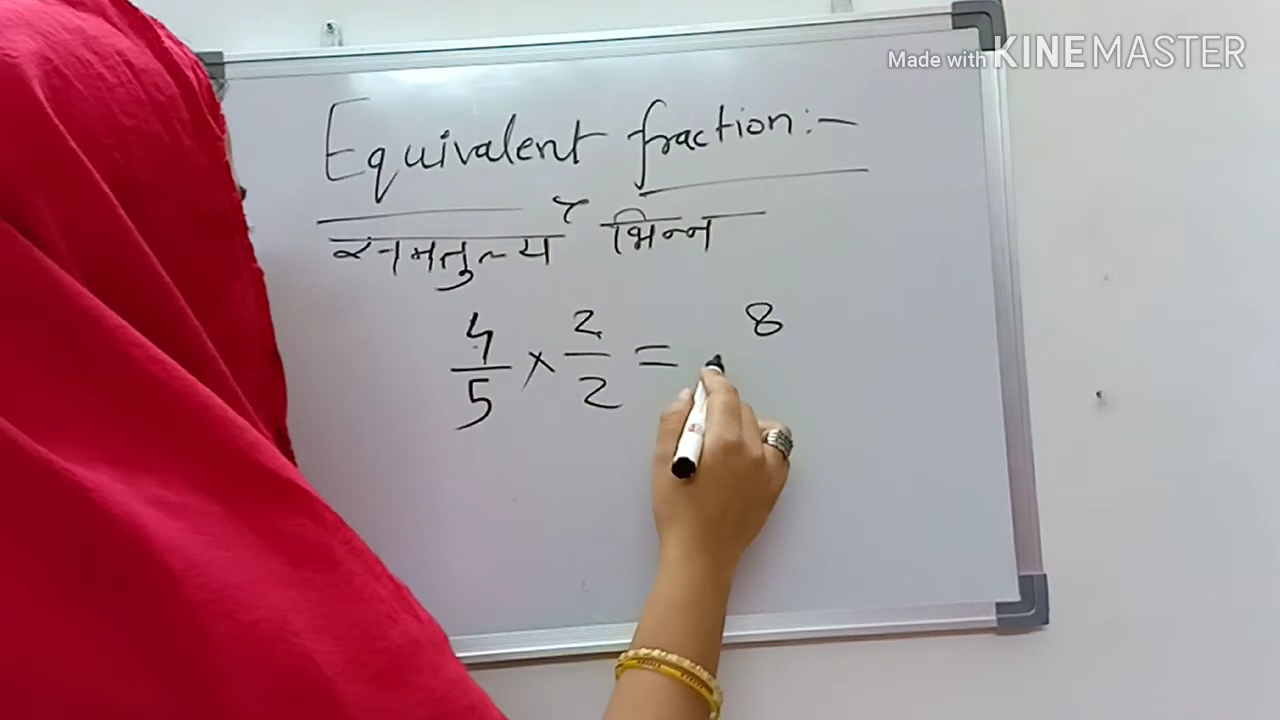 Made with KINEMASTER
Equivalent fraction:-
समतुल्य भिन्न
4/5 × 2/2 = 8